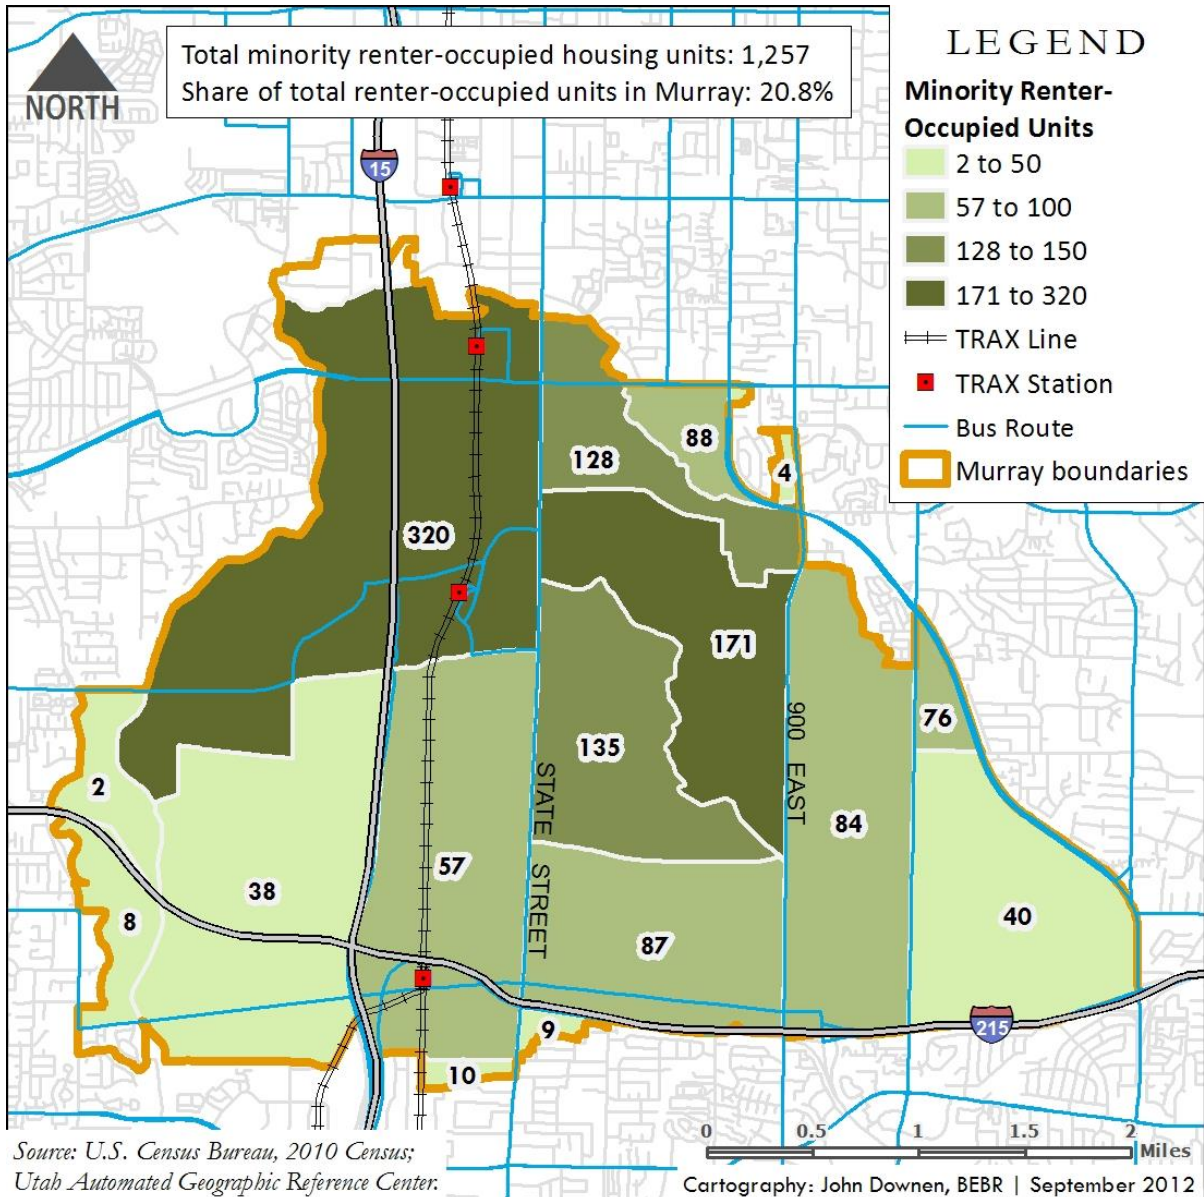 Total minority renter-occupied housing units: 1,257
Share of total renter-occupied units in Murray: 20.8%
NORTH
LEGEND
Minority Renter-
Occupied Units
2 to 50
57 to 100
128 to 150
171 to 320
TRAX Line
TRAX Station
Bus Route
Murray boundaries
15
88
128
4
320
171
76
135
2
900 EAST
STATE STREET
84
57
38
8
87
40
9
215
10
0 0.5 1 1.5 2
Miles
Source: U.S. Census Bureau, 2010 Census;
Utah Automated Geographic Reference Center.
Cartography: John Downen, BEBR | September 2012